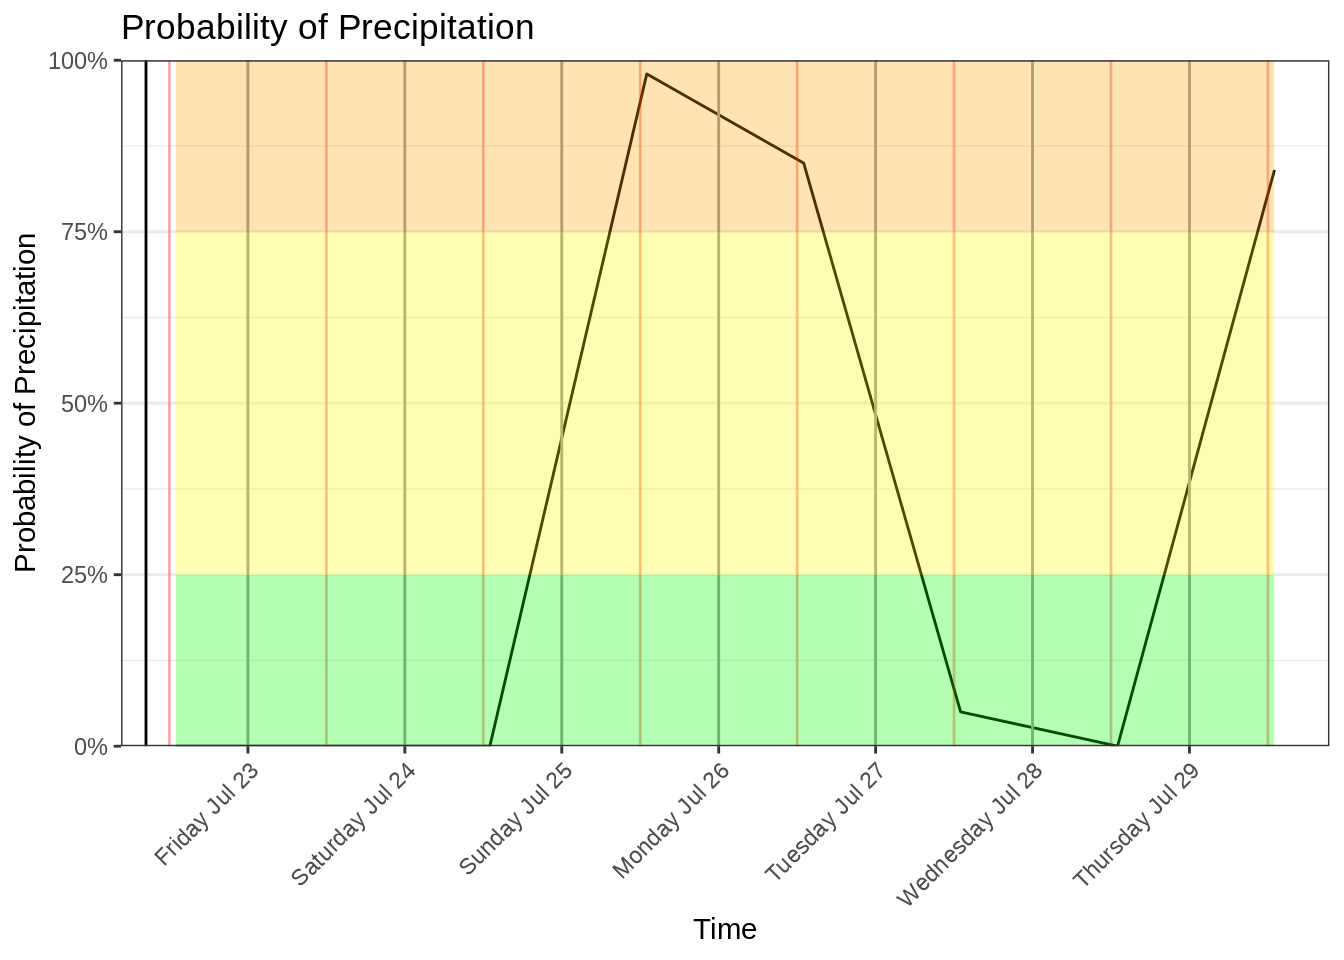 Probability of Precipitation
100%
75%
50%
25%
0%
Probability of Precipitation
Friday Jul 23
Saturday Jul 24
Sunday Jul 25
Monday Jul 26
Tuesday Jul 27
Wednesday Jul 28
Thursday Jul 29
Time